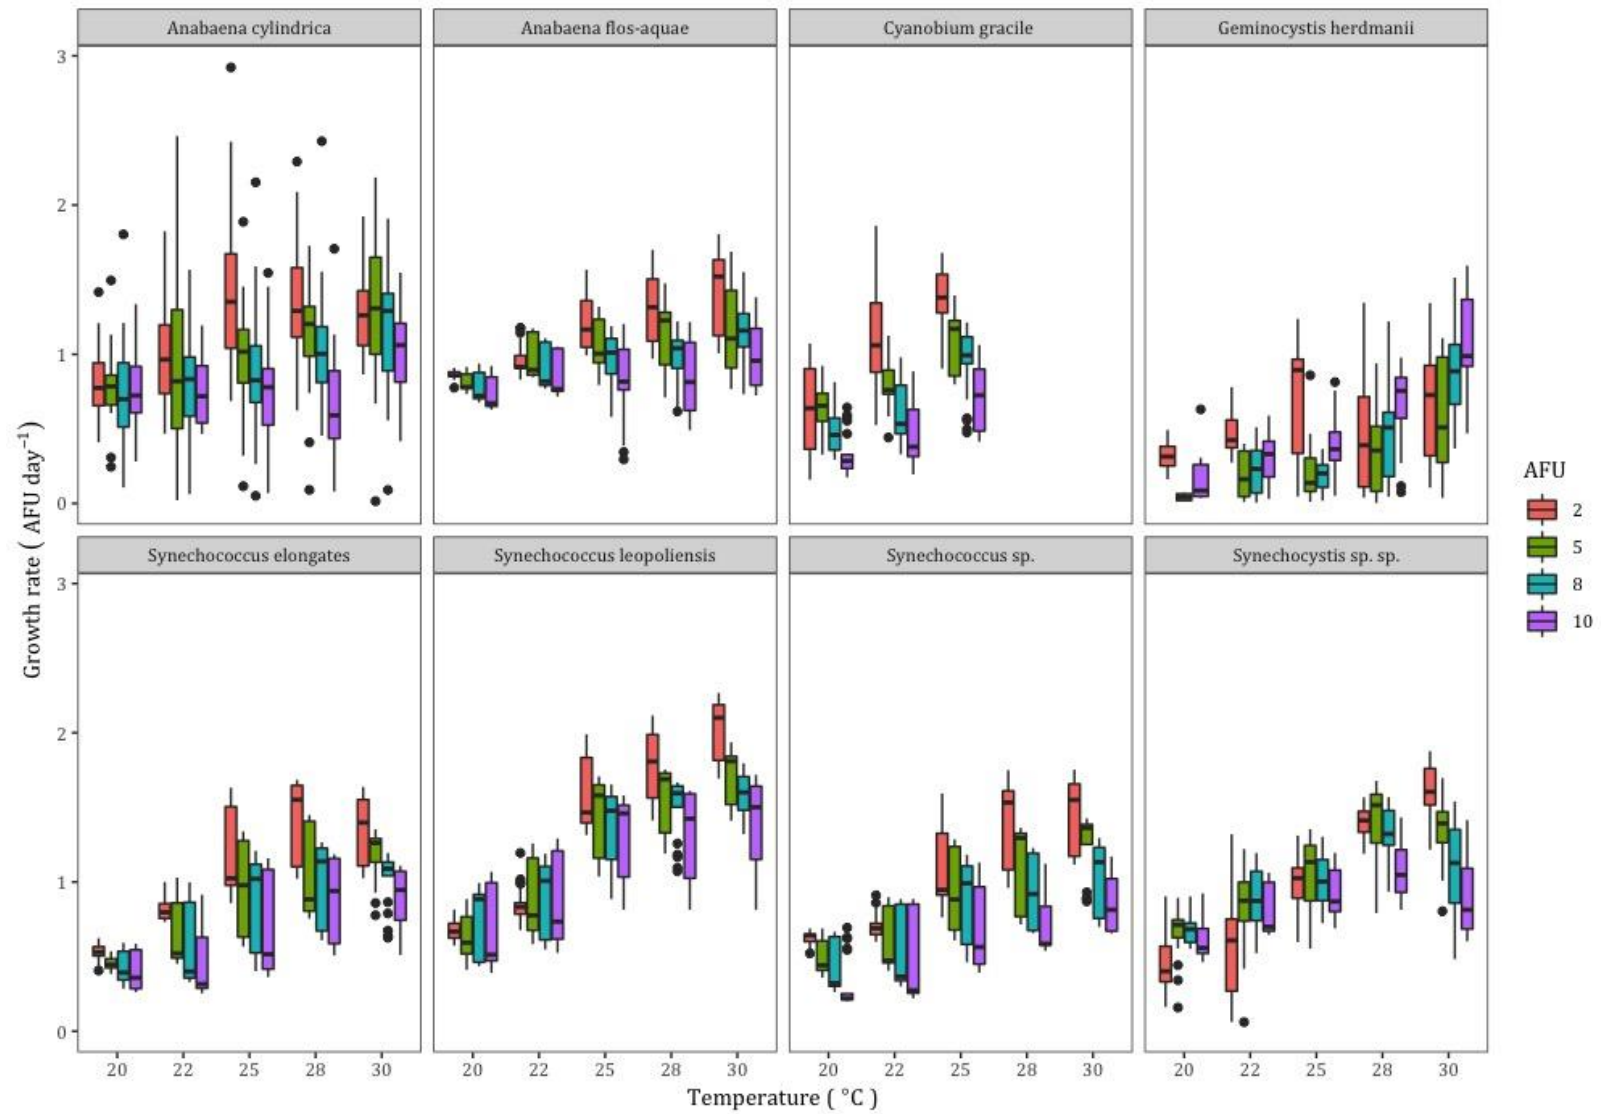 Anabaena cylindrica
Anabaena flos-aquae
Cyanobium gracile
Geminocystis herdmanii
3
2
1
0
Synechococcus elongates
Synechococcus leopoliensis
Synechococcus sp.
Synechocystis sp. sp.
3
2
1
0
Growth rate ( AFU day⁻¹)
20 22 25 28 30
20 22 25 28 30
20 22 25 28 30
20 22 25 28 30
Temperature ( °C )
AFU
2
5
8
10